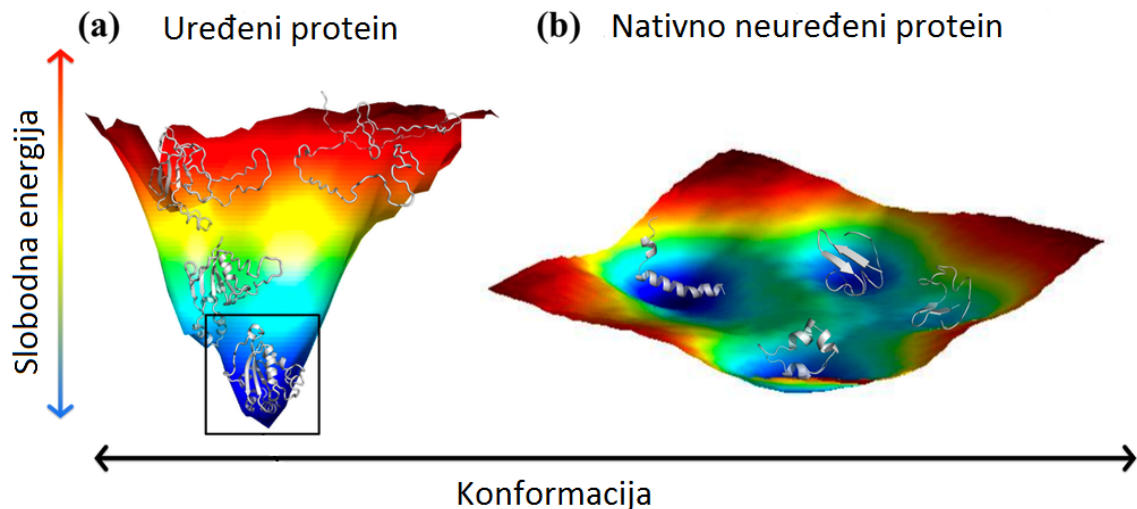 (a) Uređeni protein
(b) Nativno neuređeni protein
Slobodna energija
Konformacija